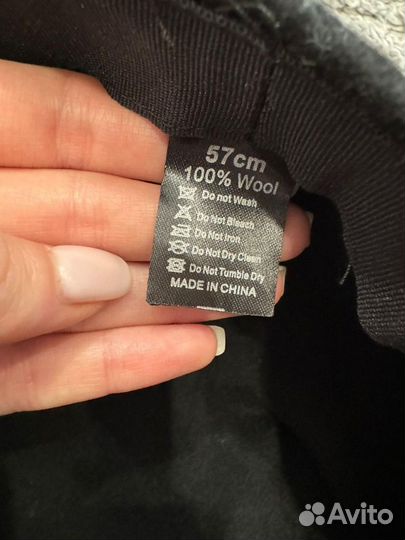 57cm
100% Wool
Do not Wash
Do not Bleach
Do not Iron
Do Not Dry Clean
Do Not Tumble Dry
MADE IN CHINA
Avito